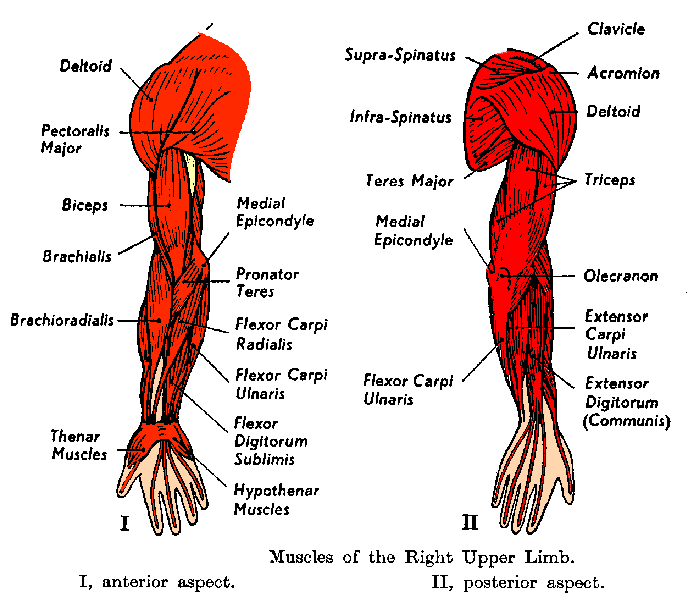 Deltoid
Pectoralis
Major
Biceps
Brachialis
Brachioradialis
Thenar
Muscles
Medial
Epicondyle
Pronator
Teres
Flexor Carpi
Radialis
Flexor Carpi
Ulnaris
Flexor
Digitorum
Sublimis
Hypothenar
Muscles
I
Supra-Spinatus
Infra-Spinatus
Teres Major
Medial
Epicondyle
Flexor Carpi
Ulnaris
Clavicle
Acromion
Deltoid
Triceps
Olecranon
Extensor
Carpi
Ulnaris
Extensor
Digitorum
(Communis)
II
Muscles of the Right Upper Limb.
I, anterior aspect.
II, posterior aspect.